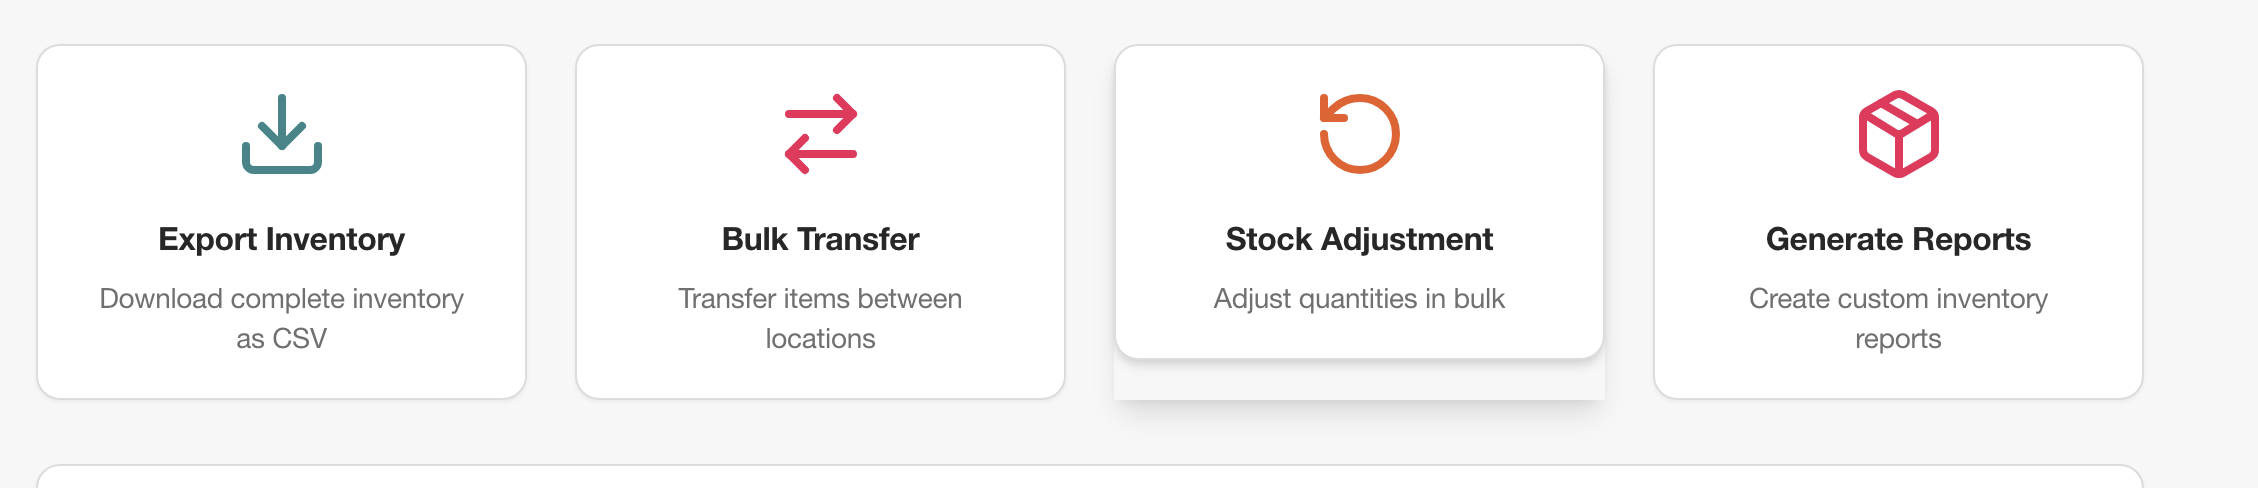 Export Inventory
Download complete inventory
as CSV
Bulk Transfer
Transfer items between
locations
Stock Adjustment
Adjust quantities in bulk
Generate Reports
Create custom inventory
reports